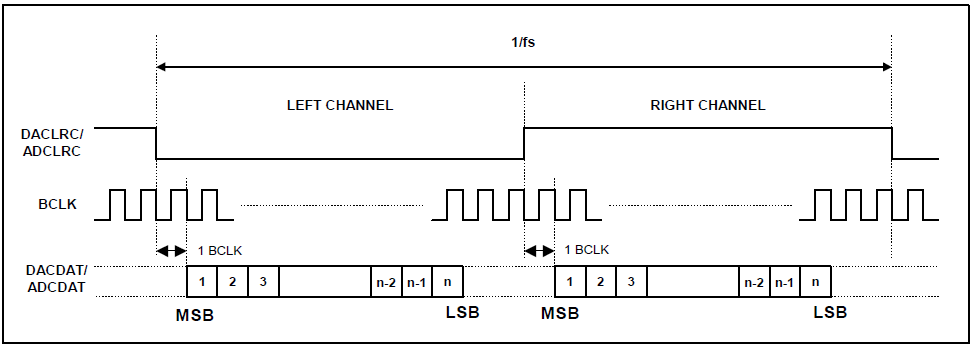 1/fs
LEFT CHANNEL
RIGHT CHANNEL
DACLRC/
ADCLRC
BCLK
1 BCLK
1 BCLK
DACDAT/
ADCDAT
1 2 3 n-2 n-1 n
1 2 3 n-2 n-1 n
MSB
LSB
MSB
LSB